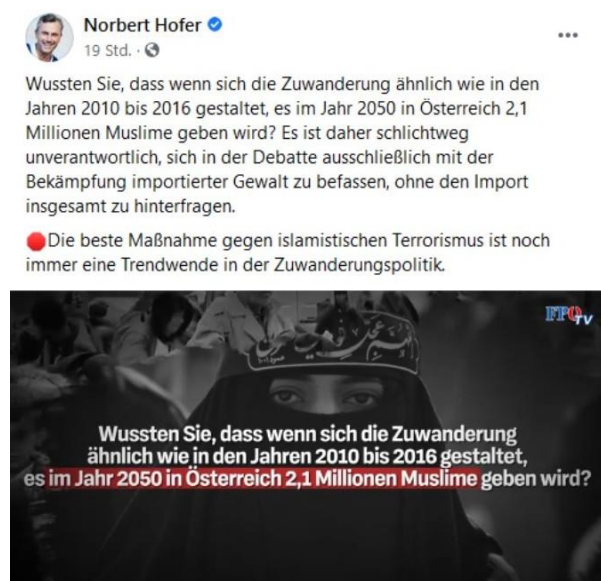 Norbert Hofer
19 Std. ·
Wussten Sie, dass wenn sich die Zuwanderung ähnlich wie in den
Jahren 2010 bis 2016 gestaltet, es im Jahr 2050 in Österreich 2,1
Millionen Muslime geben wird? Es ist daher schlichtweg
unverantwortlich, sich in der Debatte ausschließlich mit der
Bekämpfung importierter Gewalt zu befassen, ohne den Import
insgesamt zu hinterfragen.
🛑Die beste Maßnahme gegen islamistischen Terrorismus ist noch
immer eine Trendwende in der Zuwanderungspolitik.
FPÖTV
Wussten Sie, dass wenn sich die Zuwanderung
ähnlich wie in den Jahren 2010 bis 2016 gestaltet,
es im Jahr 2050 in Österreich 2,1 Millionen Muslime geben wird?